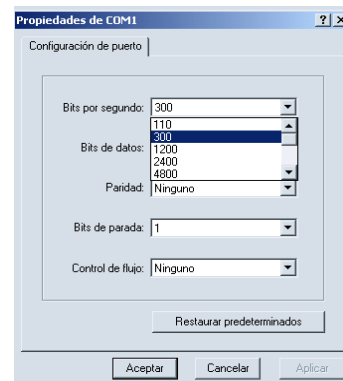 Propiedades de COM1
Configuración de puerto
Bits por segundo: 300
110
300
Bits de datos: 1200
2400
4800
Paridad: Ninguno
Bits de parada: 1
Control de flujo: Ninguno
Restaurar predeterminados
Aceptar Cancelar Aplicar